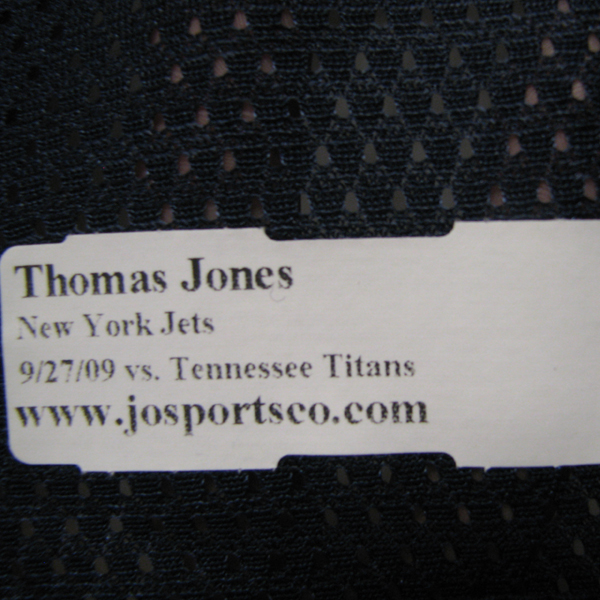 Thomas Jones
New York Jets
9/27/09 vs. Tennessee Titans
www.josportsco.com